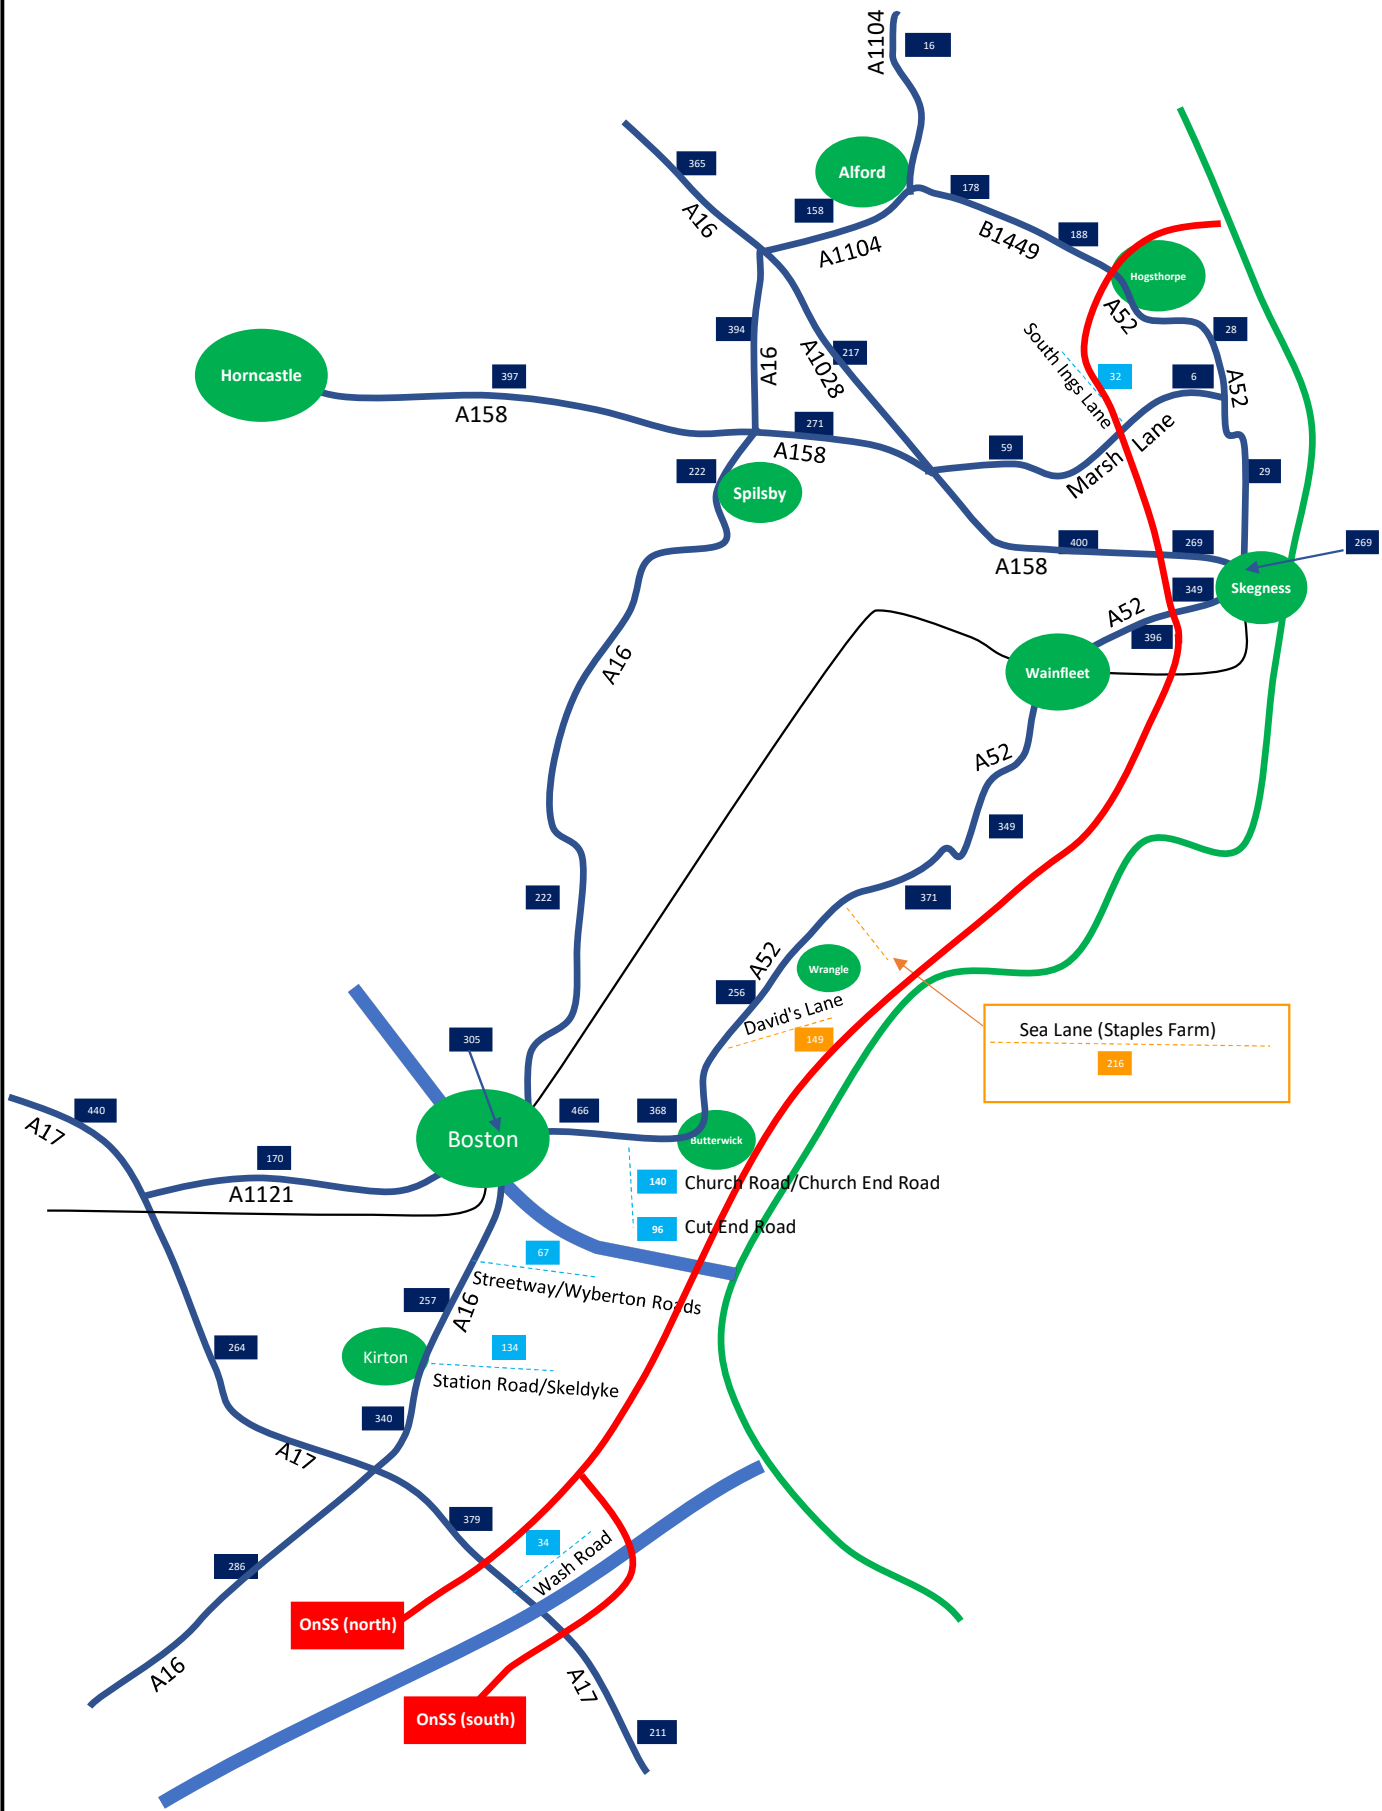 A1104
16
365
Alford
178
158
A16
A1104
B1449
188
Hogsthorpe
A52
28
394
A16
A1028
217
South Ings Lane
32
6
A52
Horncastle
397
A158
271
A158
59
Marsh Lane
29
222
Spilsby
400
269
269
A158
Skegness
349
A52
396
A16
Wainfleet
A52
349
222
371
A52
Wrangle
256
David's Lane
149
Sea Lane (Staples Farm)
216
305
440
A17
Boston
466
368
Butterwick
170
A1121
140
Church Road/Church End Road
96
Cut End Road
67
Streetway/Wyberton Roads
257
A16
264
Kirton
134
Station Road/Skeldyke
340
A17
379
34
Wash Road
286
OnSS (north)
A16
A17
OnSS (south)
211